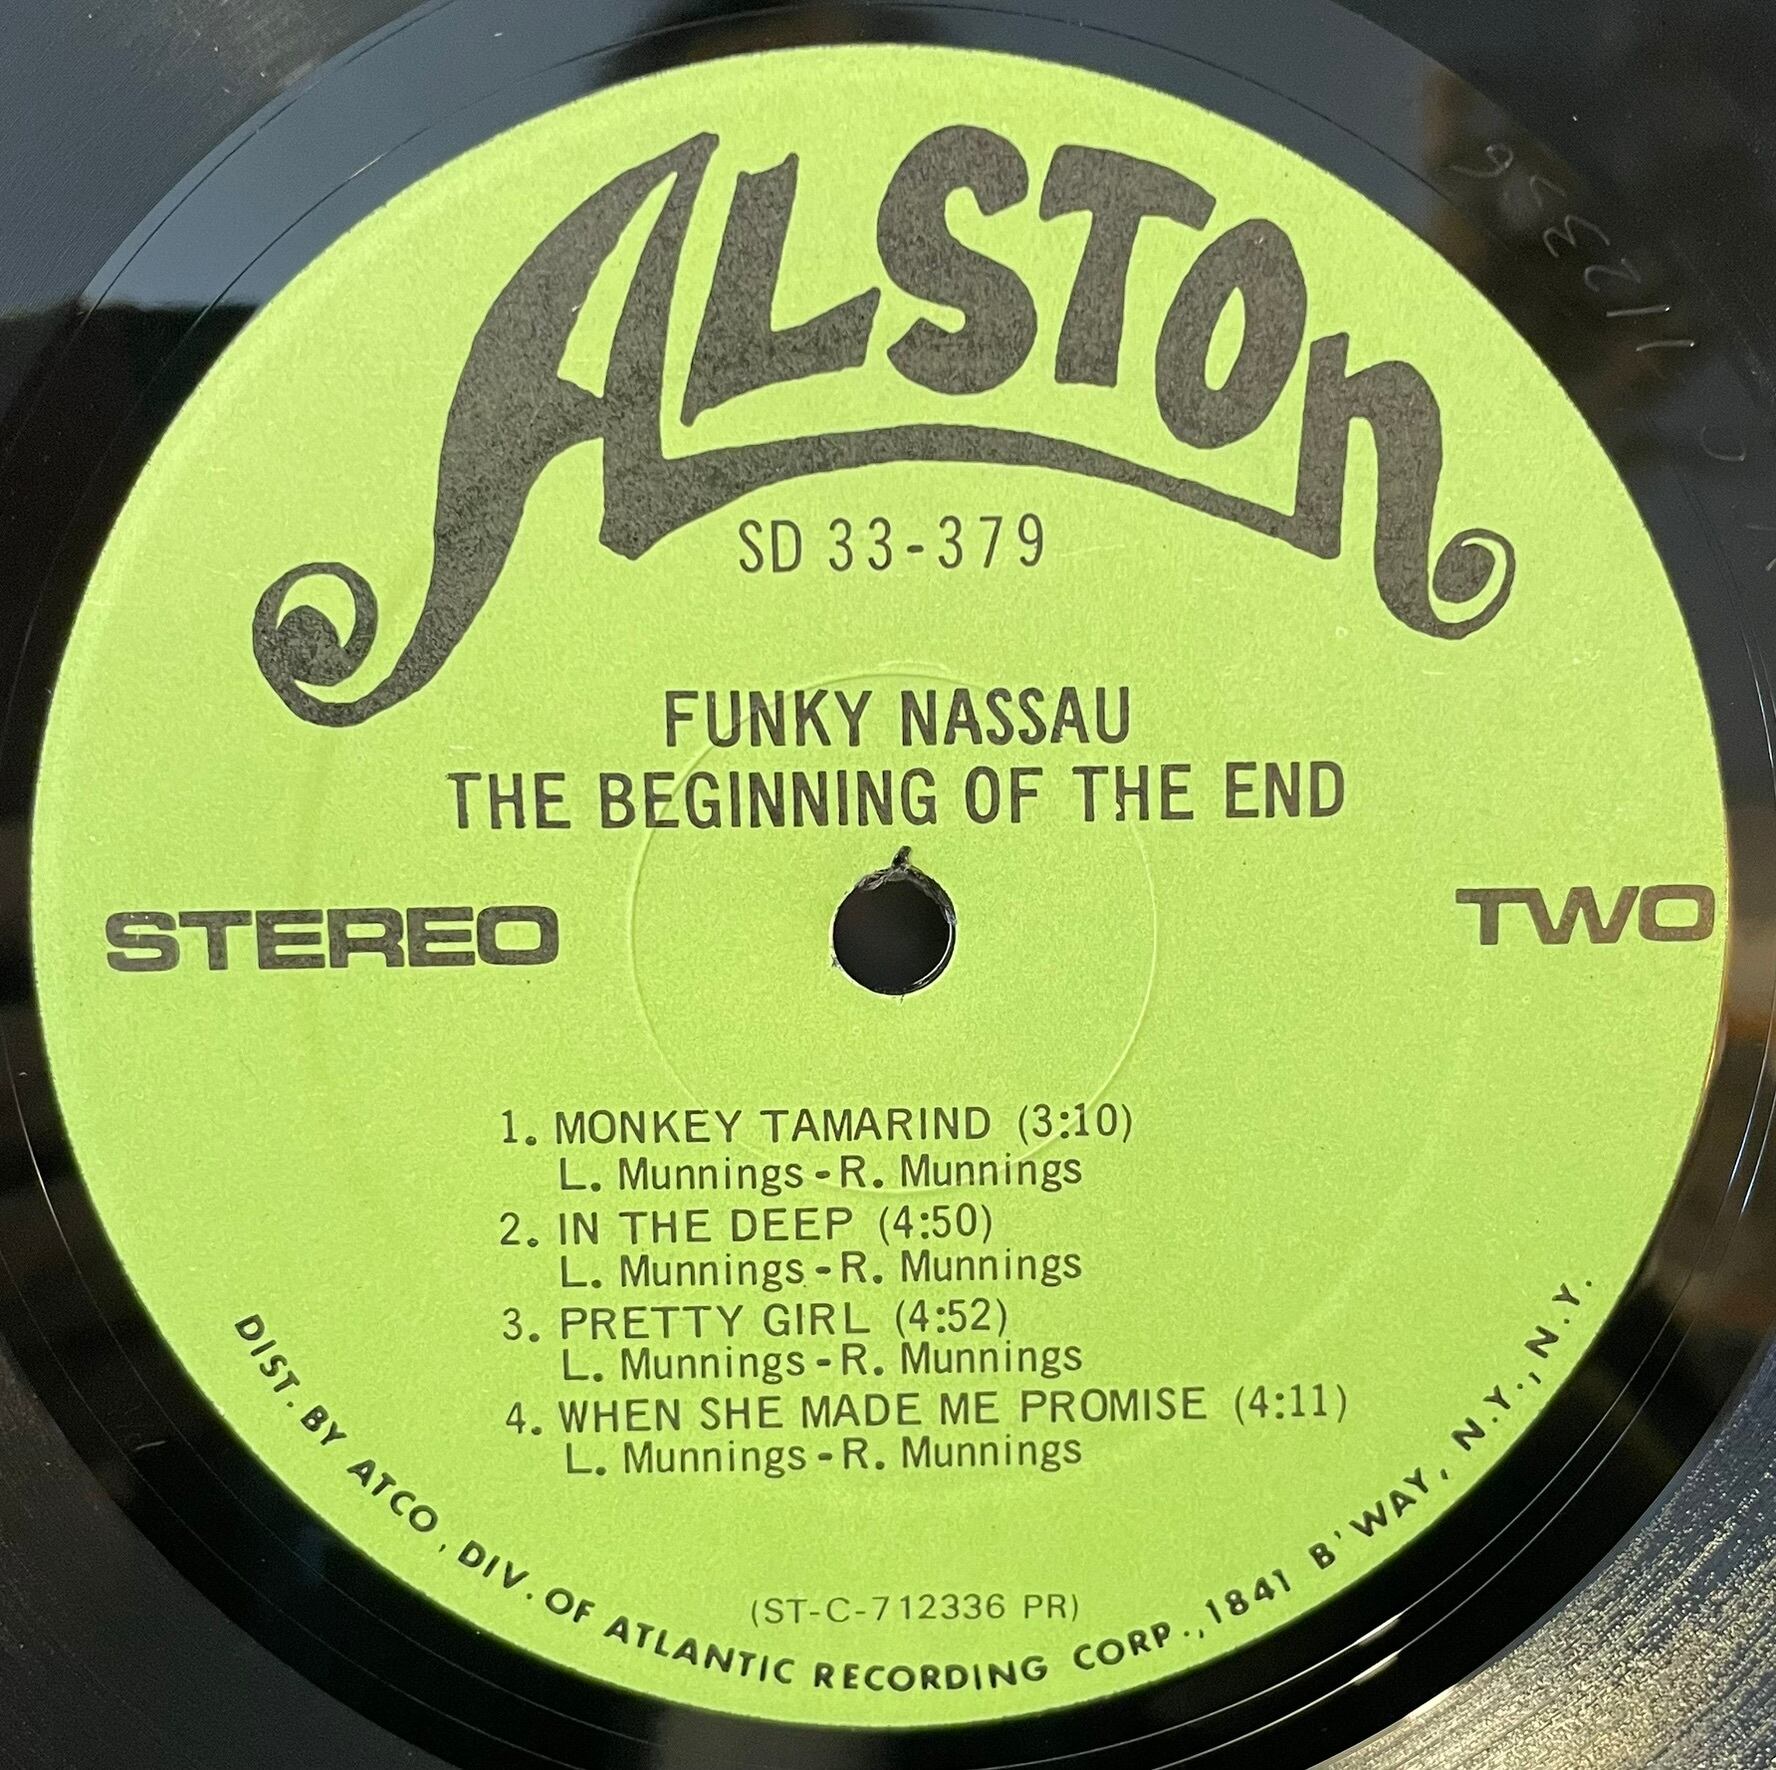 ALSTON
SD 33-379
FUNKY NASSAU
THE BEGINNING OF THE END
STEREO
TWO
1. MONKEY TAMARIND (3:10)
L. Munnings - R. Munnings
2. IN THE DEEP (4:50)
L. Munnings - R. Munnings
3. PRETTY GIRL (4:52)
L. Munnings - R. Munnings
4. WHEN SHE MADE ME PROMISE (4:11)
L. Munnings - R. Munnings
(ST-C-712336 PR)
DIST. BY ATCO, DIV. OF ATLANTIC RECORDING CORP., 1841 B'WAY, N.Y., N.Y.